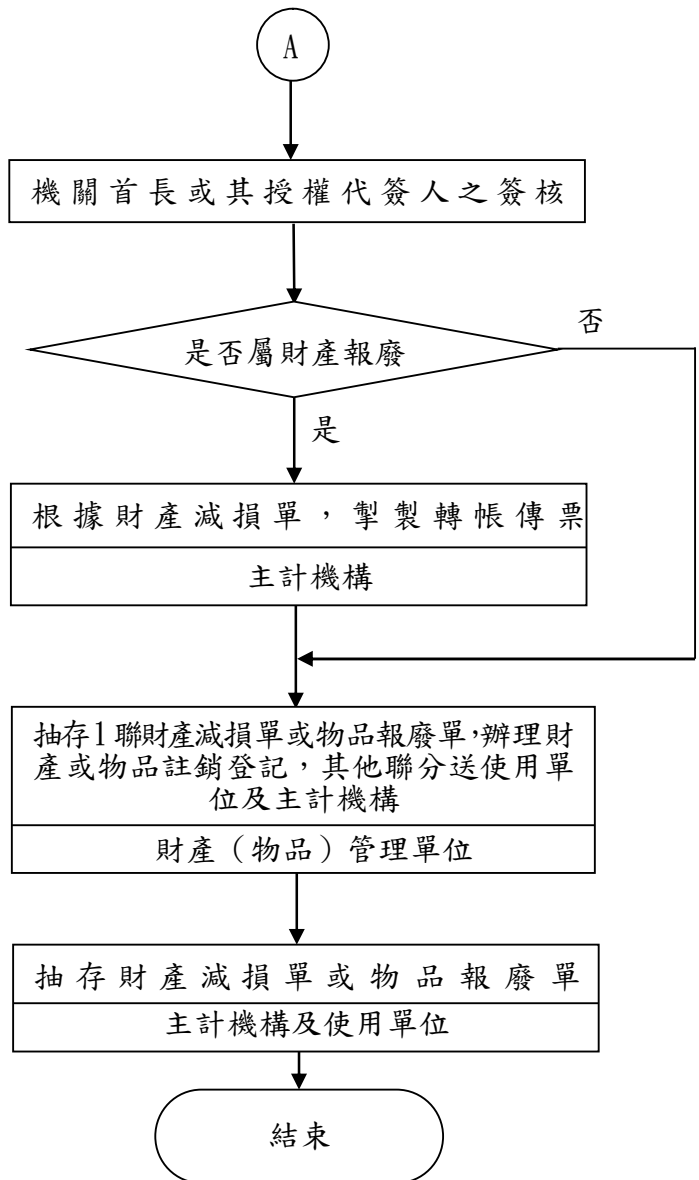 A
機關首長或其授權代簽人之簽核
否
是否屬財產報廢
是
根據財產減損單，掣製轉帳傳票
主計機構
抽存1聯財產減損單或物品報廢單，辦理財
產或物品註銷登記，其他聯分送使用單
位及主計機構
財產（物品）管理單位
抽存財產減損單或物品報廢單
主計機構及使用單位
結束